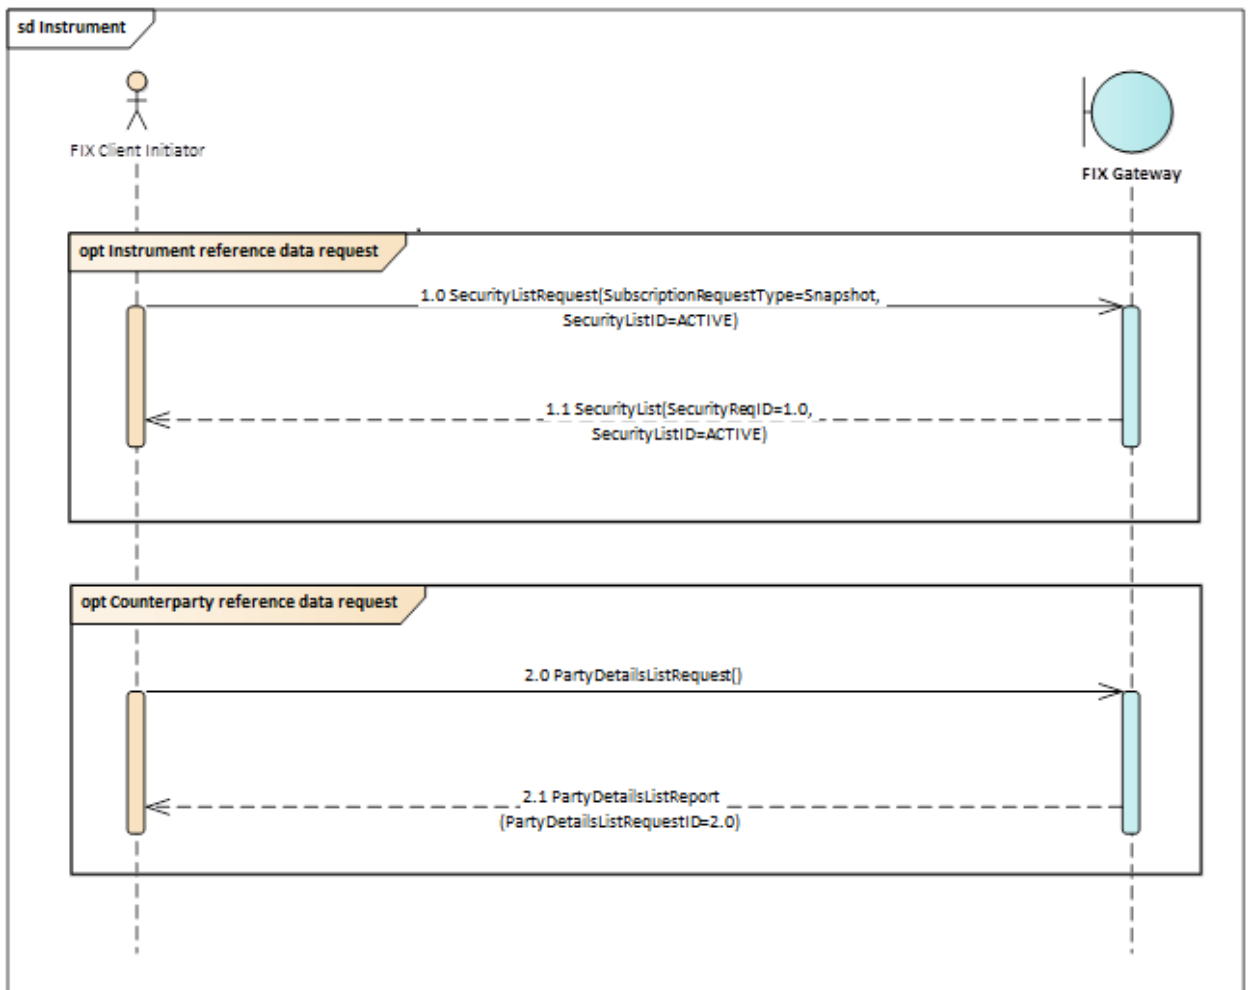 sd Instrument
FIX Client Initiator
FIX Gateway
opt Instrument reference data request
1.0 SecurityListRequest(SubscriptionRequestType=Snapshot,
SecurityListID=ACTIVE)
1.1 SecurityList(SecurityReqID=1.0,
SecurityListID=ACTIVE)
opt Counterparty reference data request
2.0 PartyDetailsListRequest()
2.1 PartyDetailsListReport
(PartyDetailsListRequestID=2.0)